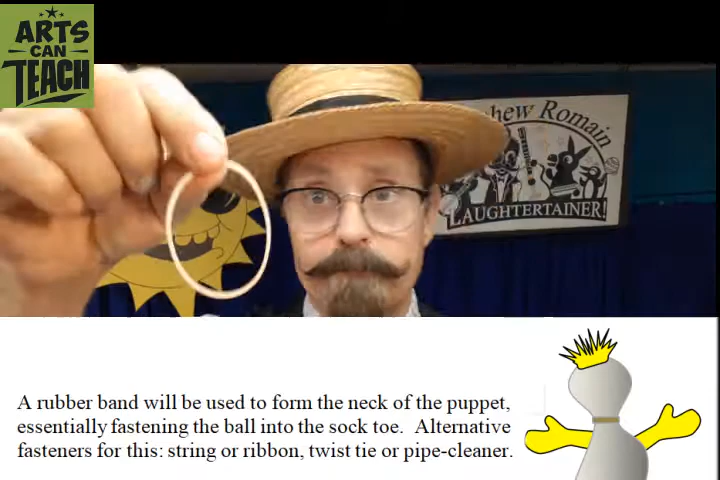 ARTS
CAN
TEACH
hew Romain
LAUGHTERTAINER!
A rubber band will be used to form the neck of the puppet,
essentially fastening the ball into the sock toe. Alternative
fasteners for this: string or ribbon, twist tie or pipe-cleaner.